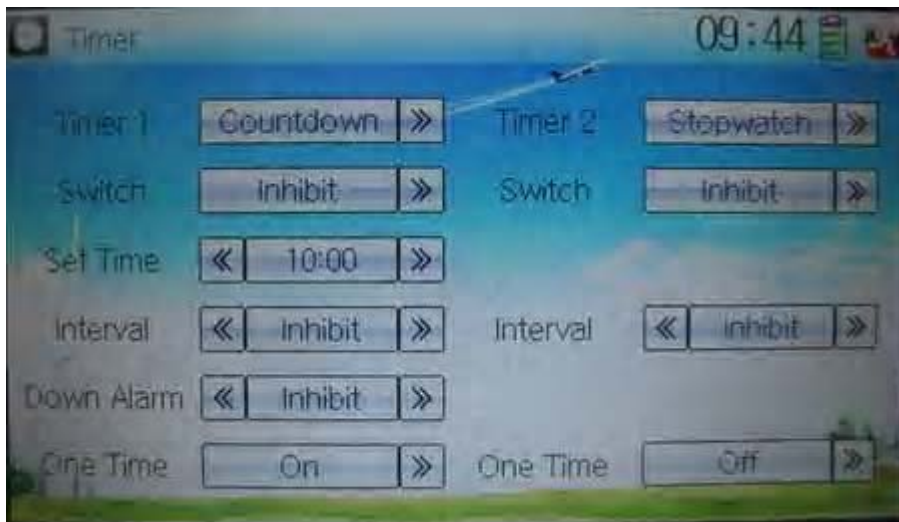 Timer 09:44
Timer 1 Countdown » Timer 2 Stopwatch »
Switch Inhibit » Switch Inhibit »
Set Time « 10:00 »
Interval « Inhibit » Interval « Inhibit »
Down Alarm « Inhibit »
One Time On » One Time Off »